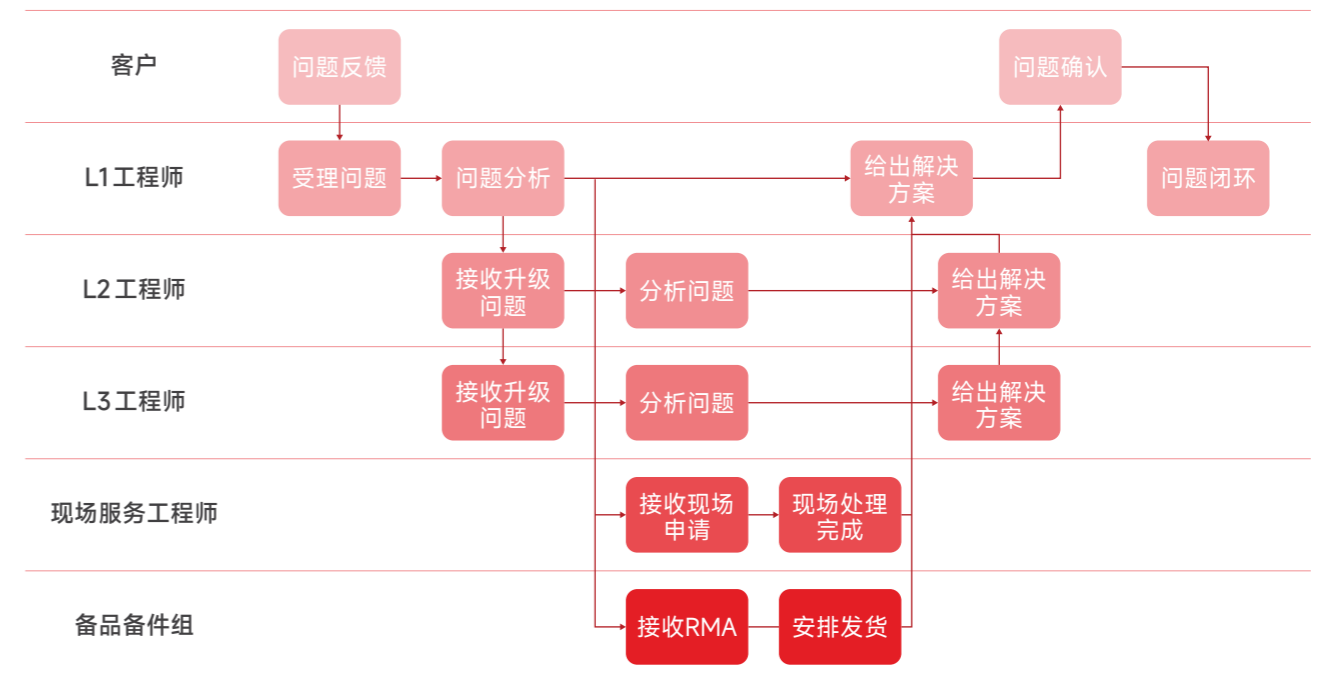 客户
问题反馈
问题确认
L1工程师
受理问题
问题分析
给出解决
方案
问题闭环
L2工程师
接收升级
问题
分析问题
给出解决
方案
L3工程师
接收升级
问题
分析问题
给出解决
方案
现场服务工程师
接收现场
申请
现场处理
完成
备品备件组
接收RMA
安排发货